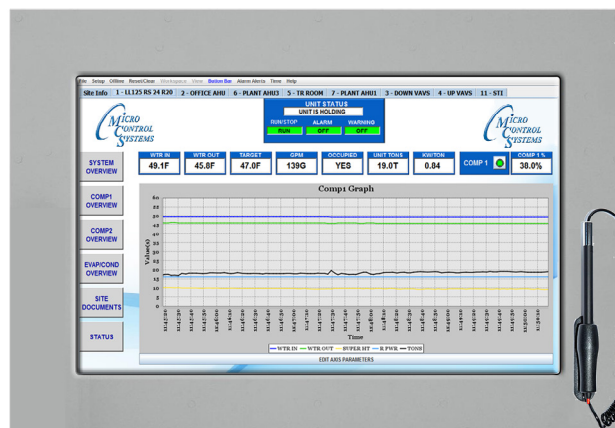 File Setup Offline Reset/Clear Workspace View Bottom Bar Alarm Alerts Time Help
Site Info 1 - LL125 RS 24 R20 2 - OFFICE AHU 6 - PLANT AHU3 5 - TR ROOM 7 - PLANT AHU1 3 - DOWN VAVS 4 - UP VAVS 11 - STI
UNIT STATUS
UNIT IS HOLDING
RUN/STOP ALARM WARNING
RUN OFF OFF
MICRO CONTROL SYSTEMS
MICRO CONTROL SYSTEMS
WTR IN WTR OUT TARGET GPM OCCUPIED UNIT TONS KW/TON COMP 1 %
49.1F 45.8F 47.0F 139G YES 19.0T 0.84 COMP 1 38.0%
SYSTEM OVERVIEW
COMP1 OVERVIEW
COMP2 OVERVIEW
EVAP/COND OVERVIEW
SITE DOCUMENTS
STATUS
Comp1 Graph
Value(s)
60
55
50
45
40
35
30
25
20
15
10
5
0
Time
WTR IN WTR OUT SUPER HT R PWR TONS
EDIT AXIS PARAMETERS